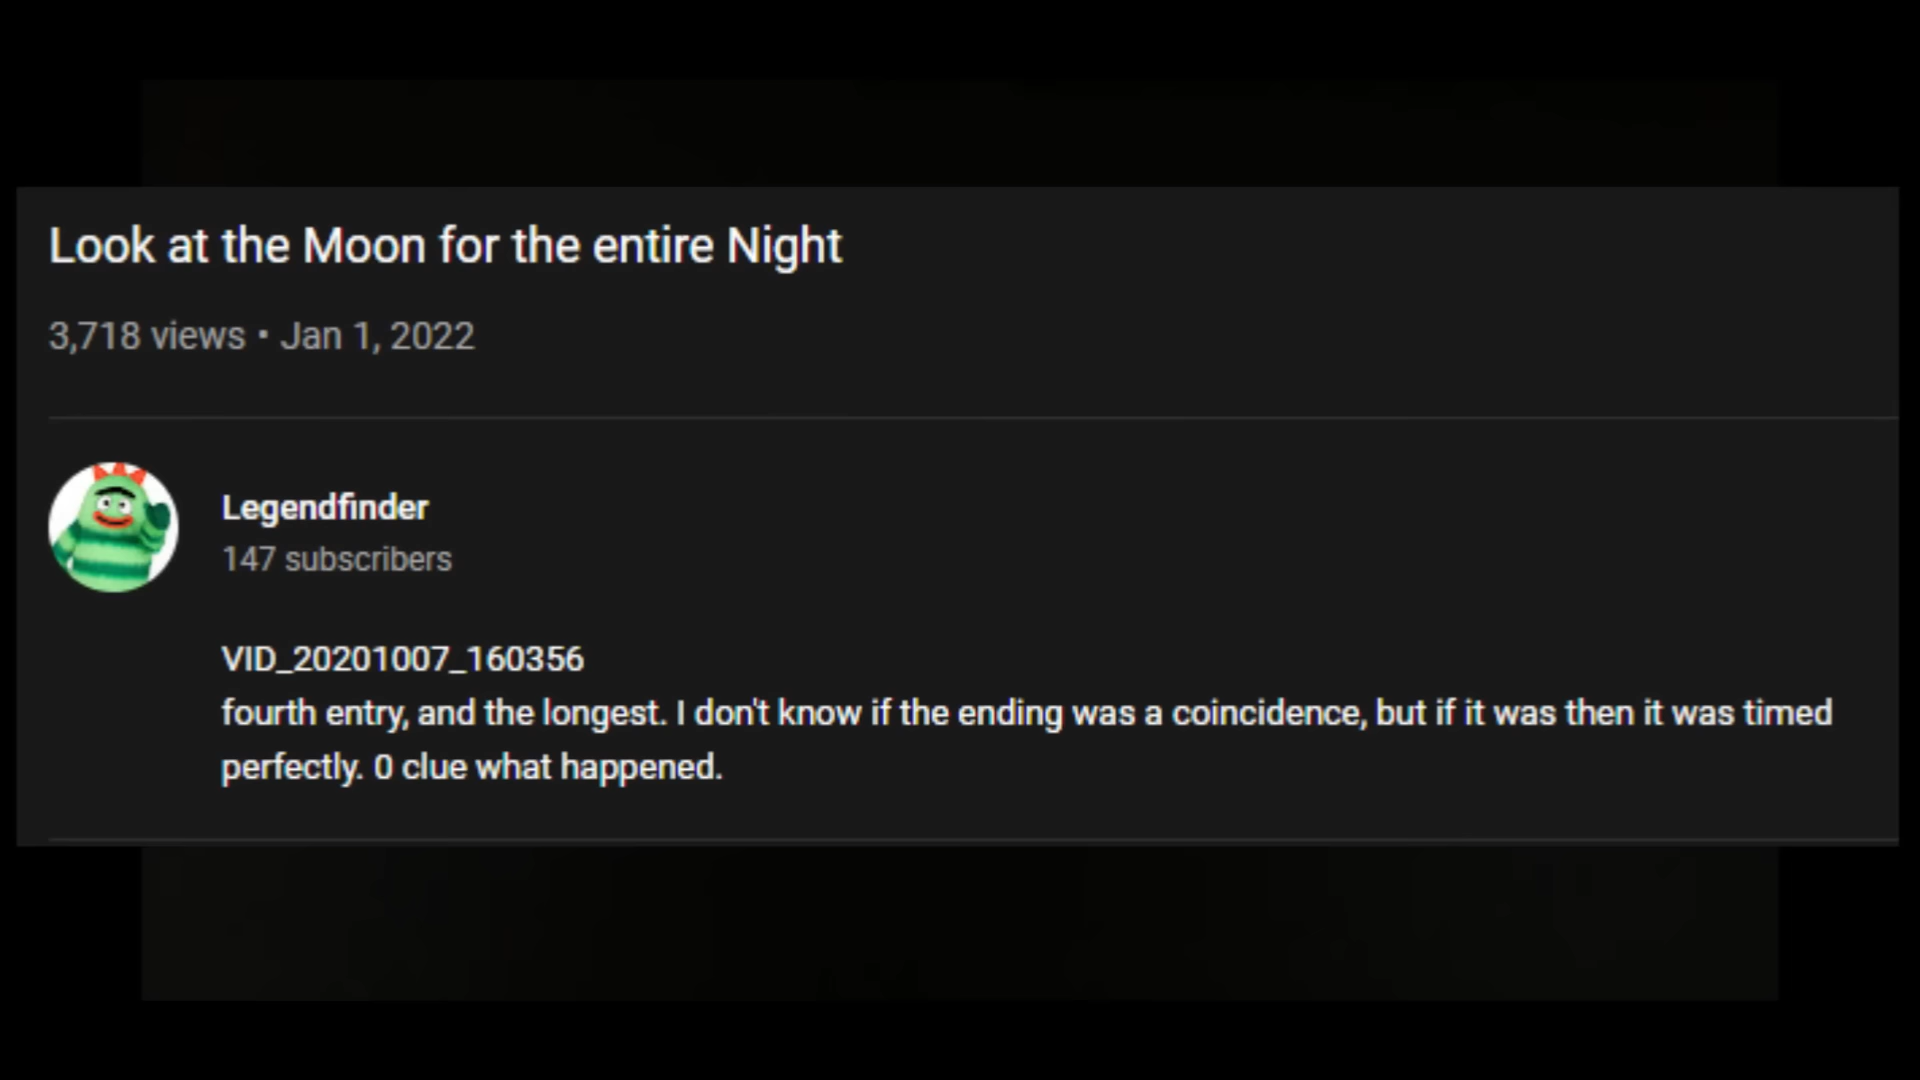 Look at the Moon for the entire Night
3,718 views • Jan 1, 2022
Legendfinder
147 subscribers
VID_20201007_160356
fourth entry, and the longest. I don't know if the ending was a coincidence, but if it was then it was timed
perfectly. 0 clue what happened.